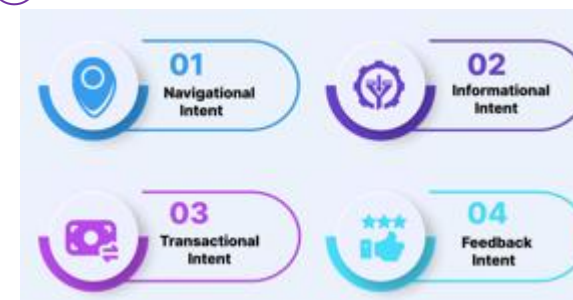 01
Navigational
Intent
02
Informational
Intent
03
Transactional
Intent
04
Feedback
Intent